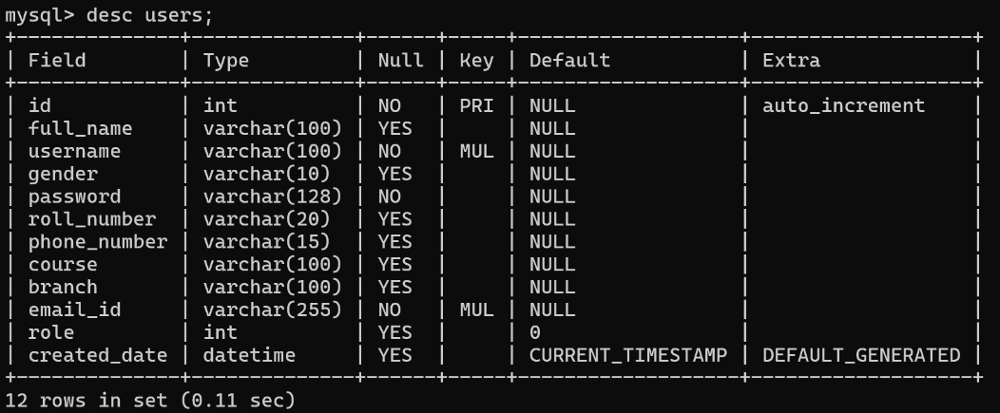 mysql> desc users;
+--------------+--------------+------+-----+-------------------+-------------------+
| Field        | Type         | Null | Key | Default           | Extra             |
+--------------+--------------+------+-----+-------------------+-------------------+
| id           | int          | NO   | PRI | NULL              | auto_increment    |
| full_name    | varchar(100) | YES  |     | NULL              |                   |
| username     | varchar(100) | NO   | MUL | NULL              |                   |
| gender       | varchar(10)  | YES  |     | NULL              |                   |
| password     | varchar(128) | NO   |     | NULL              |                   |
| roll_number  | varchar(20)  | YES  |     | NULL              |                   |
| phone_number | varchar(15)  | YES  |     | NULL              |                   |
| course       | varchar(100) | YES  |     | NULL              |                   |
| branch       | varchar(100) | YES  |     | NULL              |                   |
| email_id     | varchar(255) | NO   | MUL | NULL              |                   |
| role         | int          | YES  |     | 0                 |                   |
| created_date | datetime     | YES  |     | CURRENT_TIMESTAMP | DEFAULT_GENERATED |
+--------------+--------------+------+-----+-------------------+-------------------+
12 rows in set (0.11 sec)